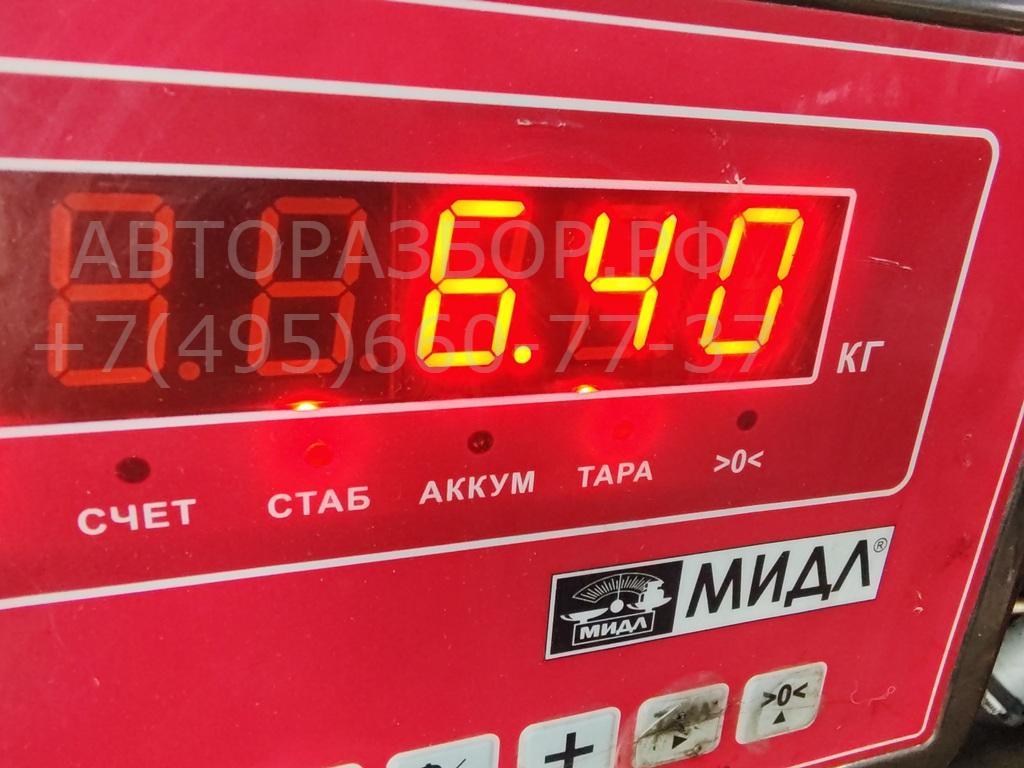 6.40
КГ
АВТОРАЗБОР.РФ
+7(495)660-77-37
СЧЕТ СТАБ АККУМ ТАРА >0<
МИДЛ МИДЛ®
+ >0<